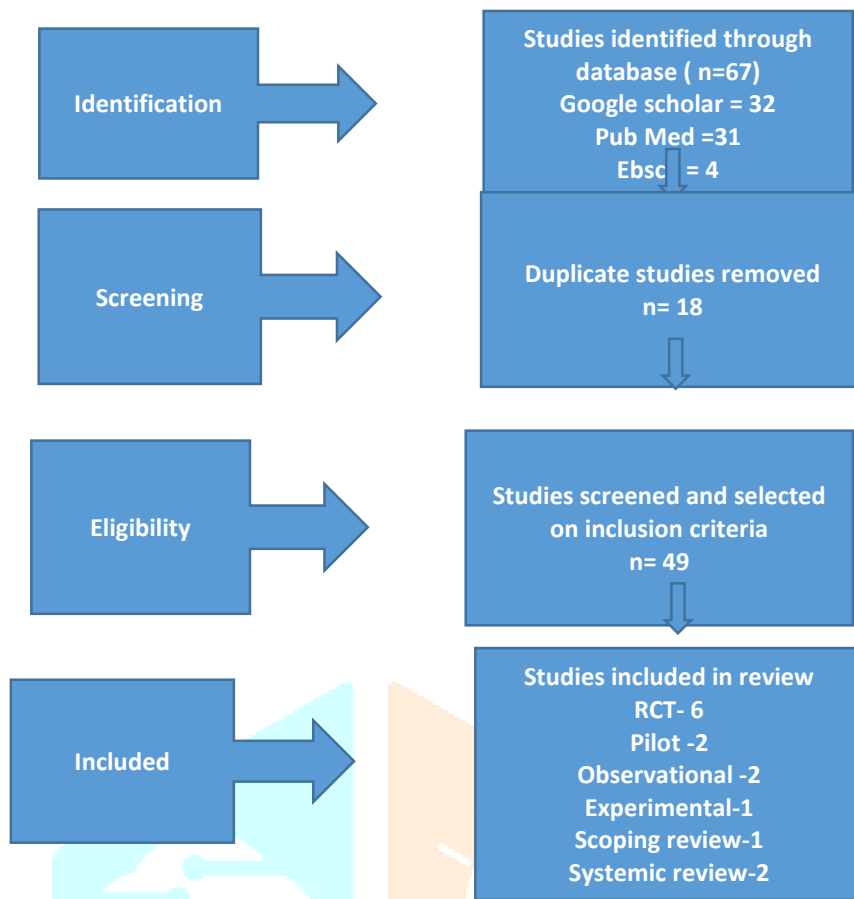 Identification
Studies identified through
database ( n=67)
Google scholar = 32
Pub Med =31
Ebsc = 4
Screening
Duplicate studies removed
n= 18
Eligibility
Studies screened and selected
on inclusion criteria
n= 49
Included
Studies included in review
RCT- 6
Pilot -2
Observational -2
Experimental-1
Scoping review-1
Systemic review-2